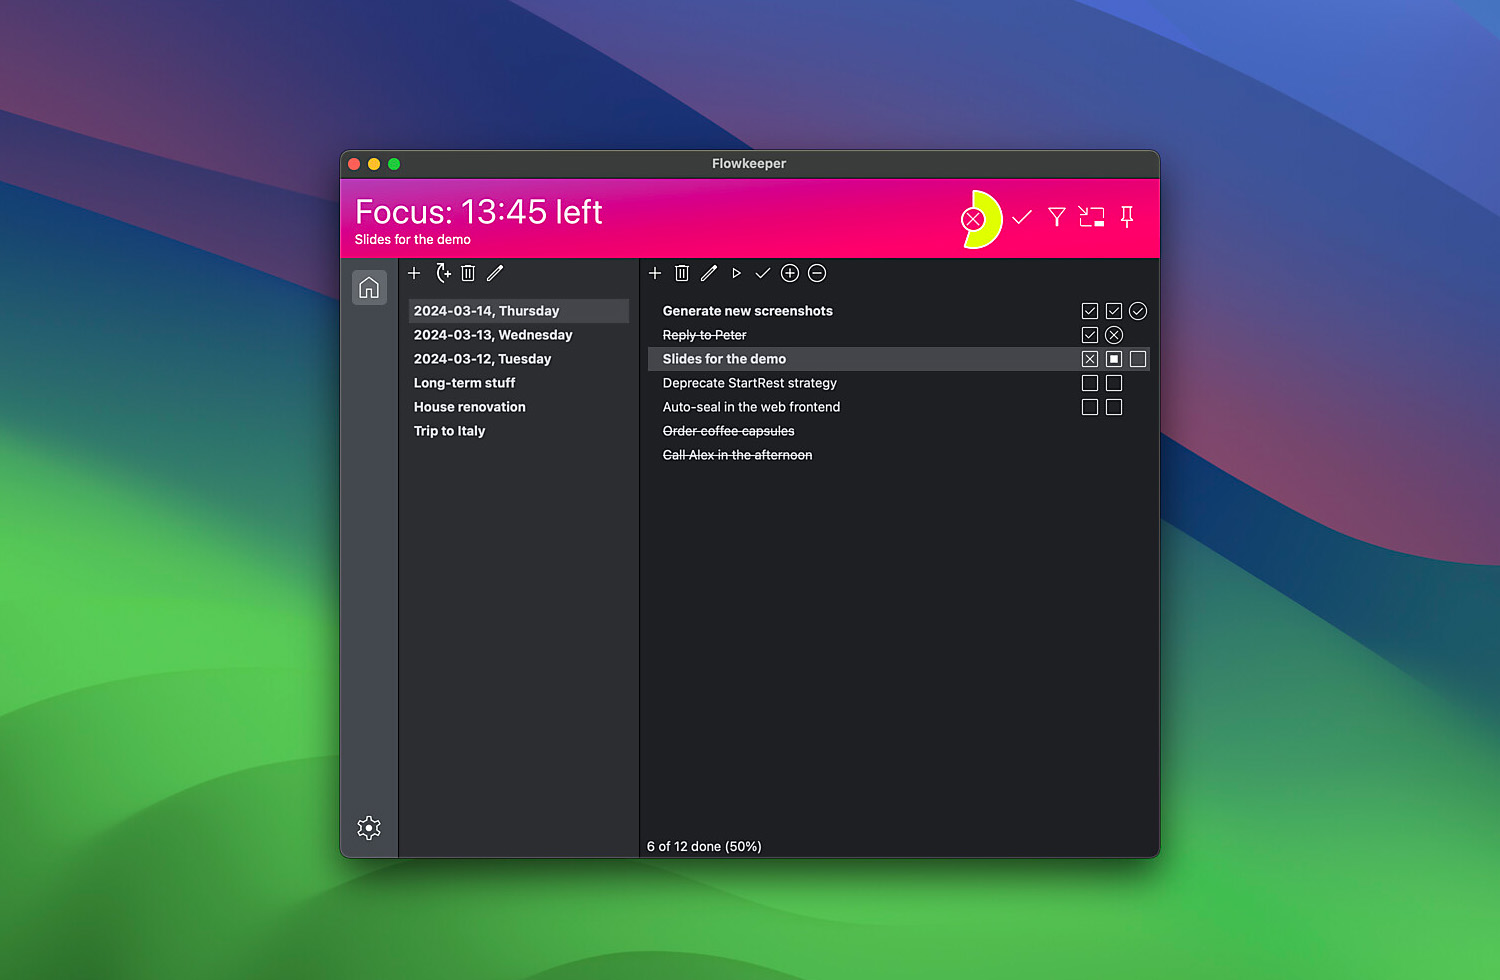 Flowkeeper
Focus: 13:45 left
Slides for the demo
2024-03-14, Thursday
2024-03-13, Wednesday
2024-03-12, Tuesday
Long-term stuff
House renovation
Trip to Italy
Generate new screenshots
Reply to Peter
Slides for the demo
Deprecate StartRest strategy
Auto-seal in the web frontend
Order coffee capsules
Call Alex in the afternoon
6 of 12 done (50%)